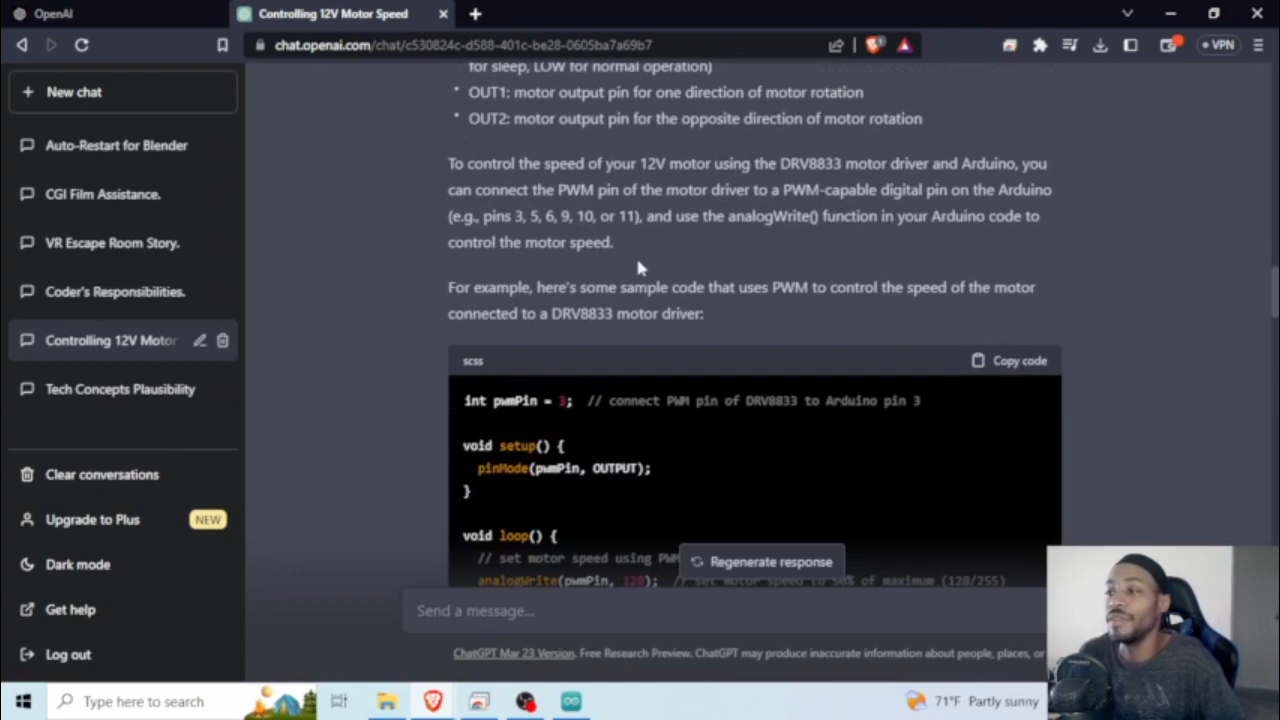 OpenAI
Controlling 12V Motor Speed
chat.openai.com/chat/c530824c-d588-401c-be28-0605ba7a69b7
VPN
New chat
Auto-Restart for Blender
CGI Film Assistance.
VR Escape Room Story.
Coder's Responsibilities.
Controlling 12V Motor
Tech Concepts Plausibility
Clear conversations
Upgrade to Plus NEW
Dark mode
Get help
Log out
for sleep, LOW for normal operation)
OUT1: motor output pin for one direction of motor rotation
OUT2: motor output pin for the opposite direction of motor rotation
To control the speed of your 12V motor using the DRV8833 motor driver and Arduino, you
can connect the PWM pin of the motor driver to a PWM-capable digital pin on the Arduino
(e.g., pins 3, 5, 6, 9, 10, or 11), and use the analogWrite() function in your Arduino code to
control the motor speed.
For example, here's some sample code that uses PWM to control the speed of the motor
connected to a DRV8833 motor driver:
scss Copy code
int pwmPin = 3; // connect PWM pin of DRV8833 to Arduino pin 3
void setup() {
pinMode(pwmPin, OUTPUT);
}
void loop() {
// set motor speed using PWM
analogWrite(pwmPin, 128); // set motor speed to 50% of maximum (128/255)
Regenerate response
Send a message...
ChatGPT Mar 23 Version. Free Research Preview. ChatGPT may produce inaccurate information about people, places, or
Type here to search
71°F Partly sunny